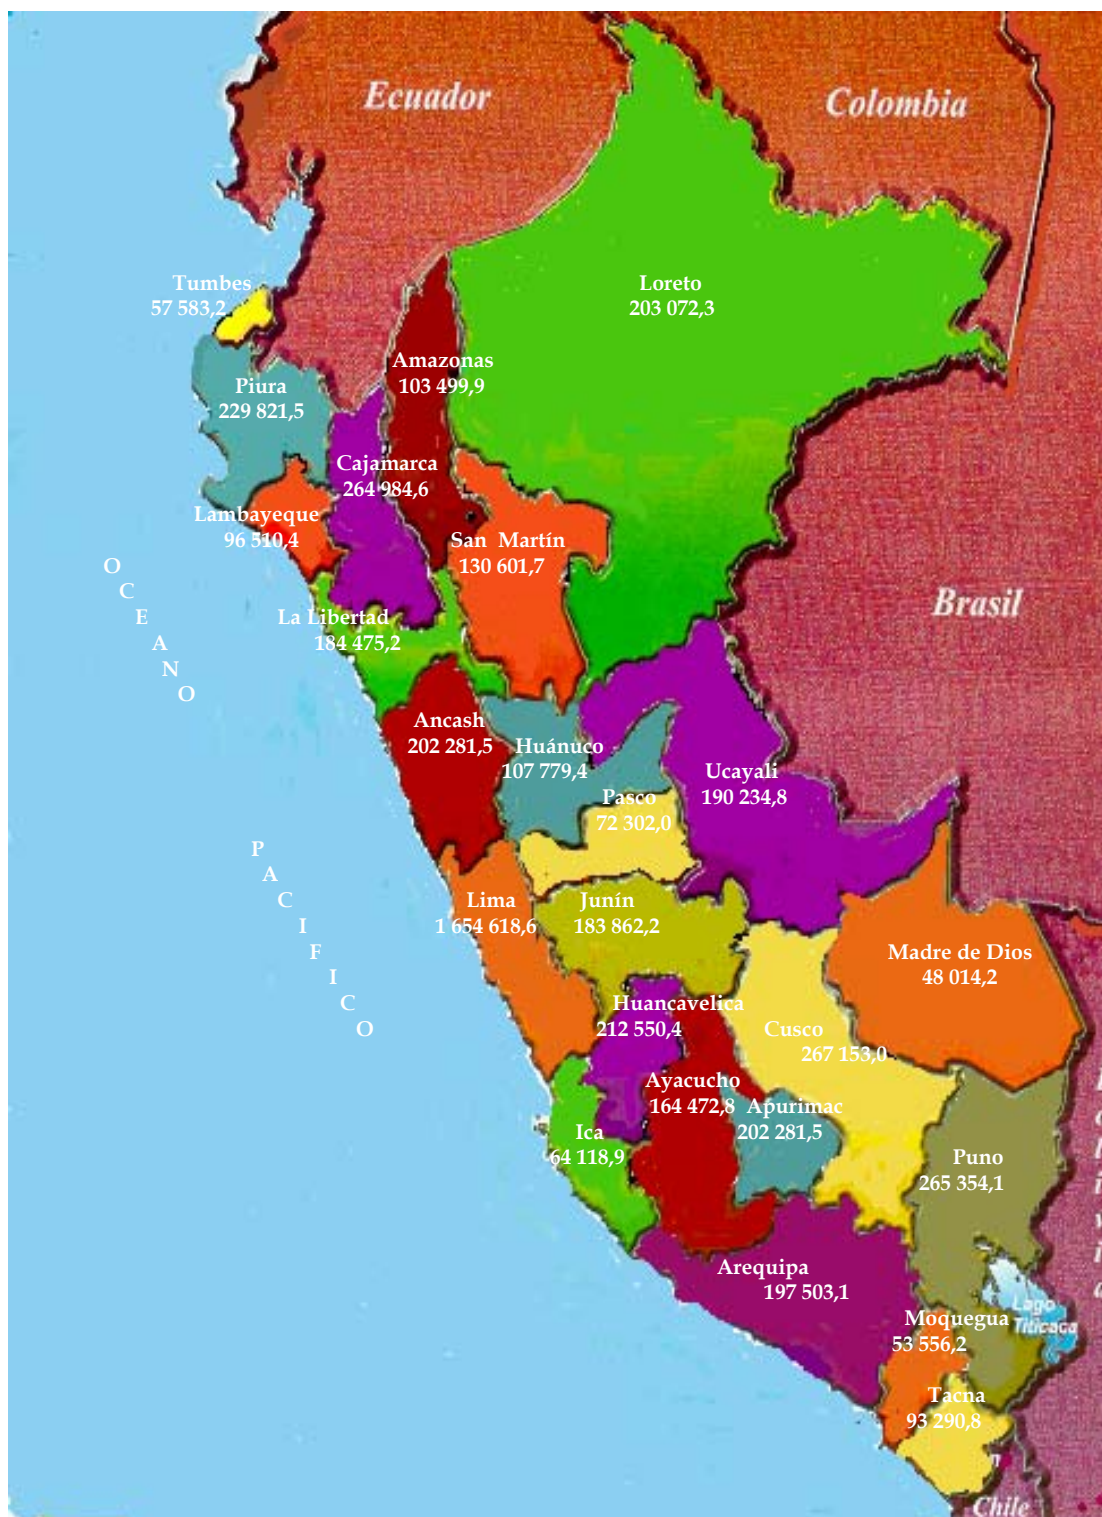 Ecuador
Colombia
Tumbes
57 583,2
Loreto
203 072,3
Amazonas
103 499,9
Piura
229 821,5
Cajamarca
264 984,6
Lambayeque
96 510,4
San Martín
130 601,7
O
C
E
A
N
O
Brasil
La Libertad
184 475,2
Ancash
202 281,5
Huánuco
107 779,4
Ucayali
190 234,8
Pasco
72 302,0
P
A
C
I
F
I
C
O
Lima
1 654 618,6
Junín
183 862,2
Madre de Dios
48 014,2
Huancavelica
212 550,4
Cusco
267 153,0
Ayacucho
164 472,8
Apurimac
202 281,5
Ica
64 118,9
Puno
265 354,1
Arequipa
197 503,1
Lago
Titicaca
Moquegua
53 556,2
Tacna
93 290,8
Chile